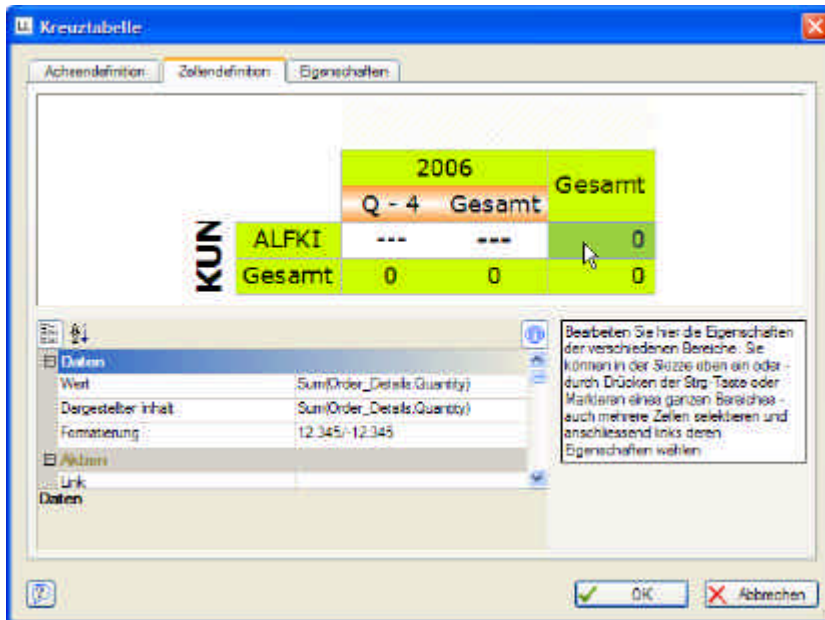 Kreuztabelle
Achsendefinition Zellendefinition Eigenschaften
2006 Gesamt
Q - 4 Gesamt
KUN
ALFKI --- --- 0
Gesamt 0 0 0
Daten
Wert Sum(Order_Details.Quantity)
Dargestellter Inhalt Sum(Order_Details.Quantity)
Formatierung 12.345/-12.345
Aktion
Link
Daten
Bearbeiten Sie hier die Eigenschaften
der verschiedenen Bereiche. Sie
können in der Skizze oben ein oder -
durch Drücken der Strg-Taste oder
Markieren eines ganzen Bereiches -
auch mehrere Zellen selektieren und
anschliessend links deren
Eigenschaften wählen
OK Abbrechen